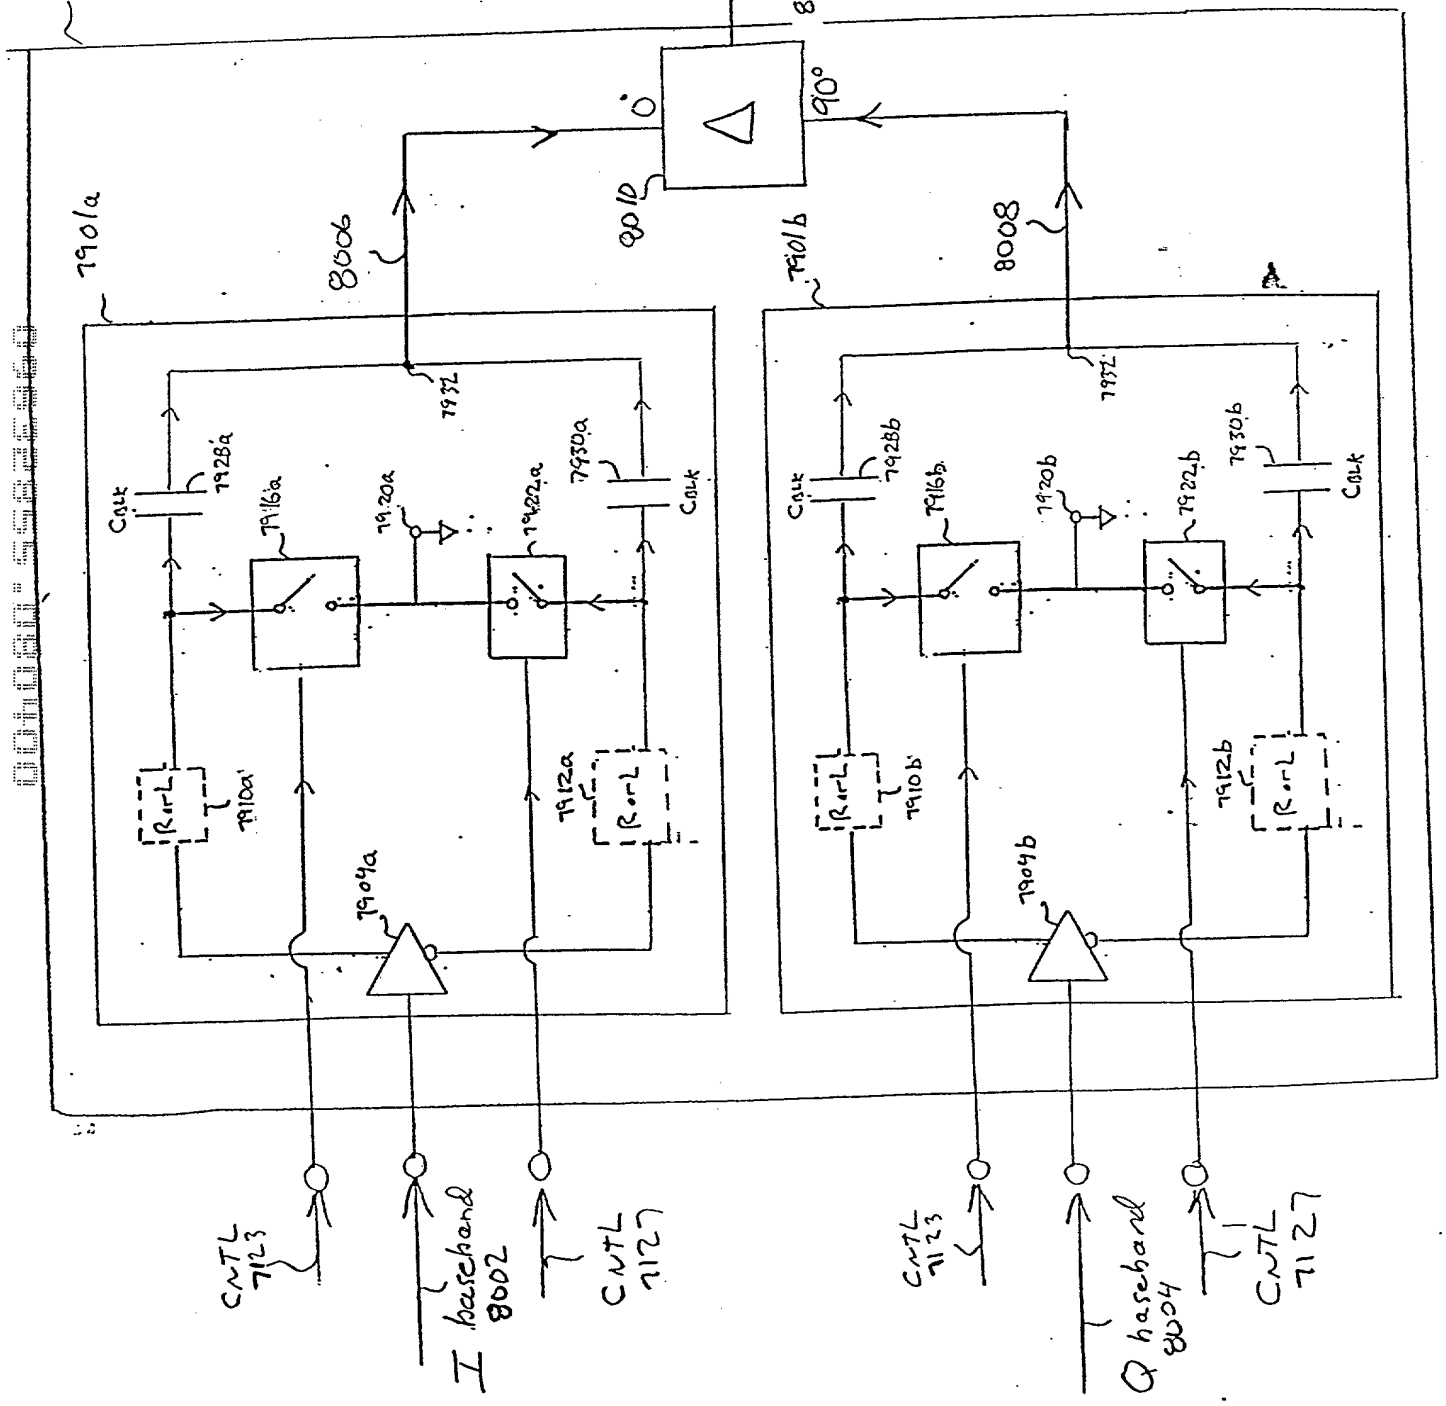 7901a
CBLK
7928a
7910a
R or L
7916a
7920a
7904a
7922a
7932
7930a
CBLK
7912a
R or L
8006
0°
8010
90°
8
8008
7901b
CBLK
7928b
7910b
R or L
7916b
7920b
7904b
7922b
7932
7930b
CBLK
7912b
R or L
CNTL
7123
I baseband
8002
CNTL
7127
CNTL
7123
Q baseband
8004
CNTL
7127